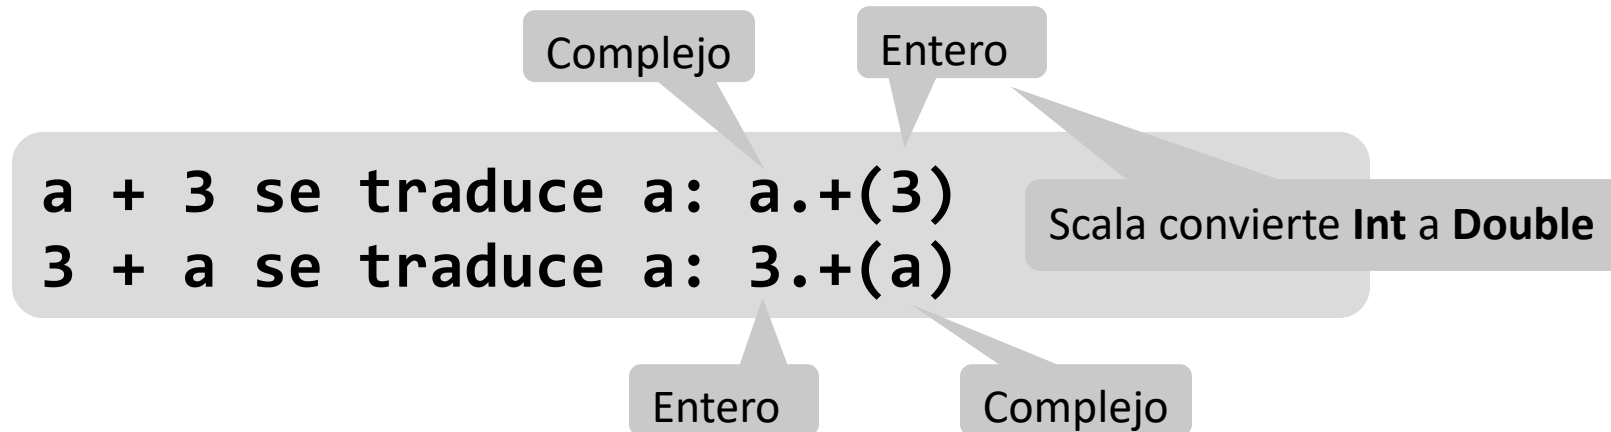 Complejo
Entero
a + 3 se traduce a: a.+(3)
Scala convierte Int a Double
3 + a se traduce a: 3.+(a)
Entero
Complejo